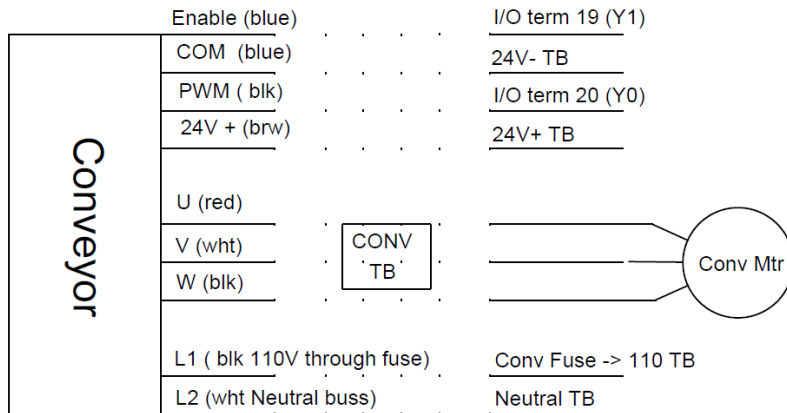 Enable (blue) I/O term 19 (Y1)
COM (blue) 24V- TB
PWM ( blk) I/O term 20 (Y0)
24V + (brw) 24V+ TB
Conveyor
U (red)
V (wht) CONV
TB
W (blk)
Conv Mtr
L1 ( blk 110V through fuse) Conv Fuse -> 110 TB
L2 (wht Neutral buss) Neutral TB